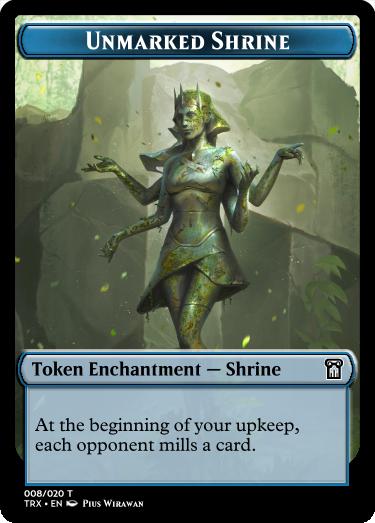 Unmarked Shrine
Token Enchantment — Shrine
At the beginning of your upkeep,
each opponent mills a card.
008/020 T
TRX • EN Pius Wirawan